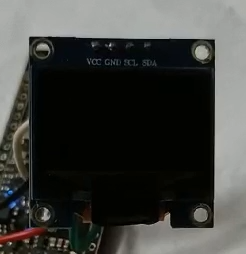 VCC GND SCL SDA